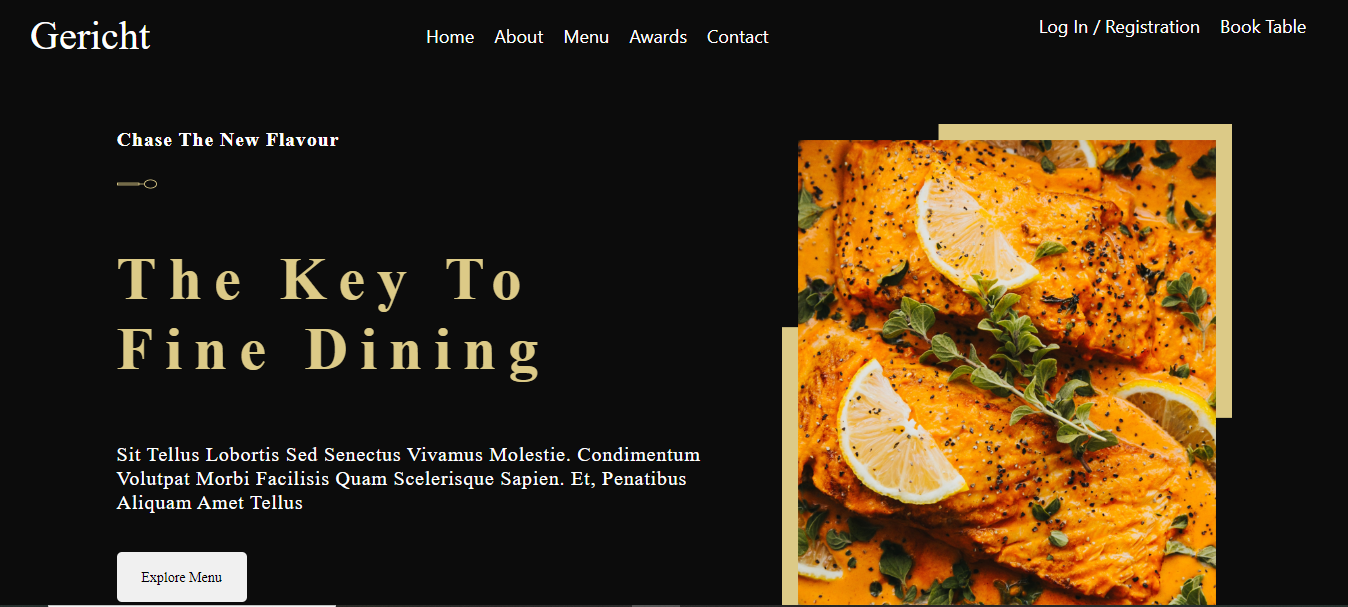 Gericht
Home About Menu Awards Contact
Log In / Registration Book Table
Chase The New Flavour
The Key To
Fine Dining
Sit Tellus Lobortis Sed Senectus Vivamus Molestie. Condimentum
Volutpat Morbi Facilisis Quam Scelerisque Sapien. Et, Penatibus
Aliquam Amet Tellus
Explore Menu